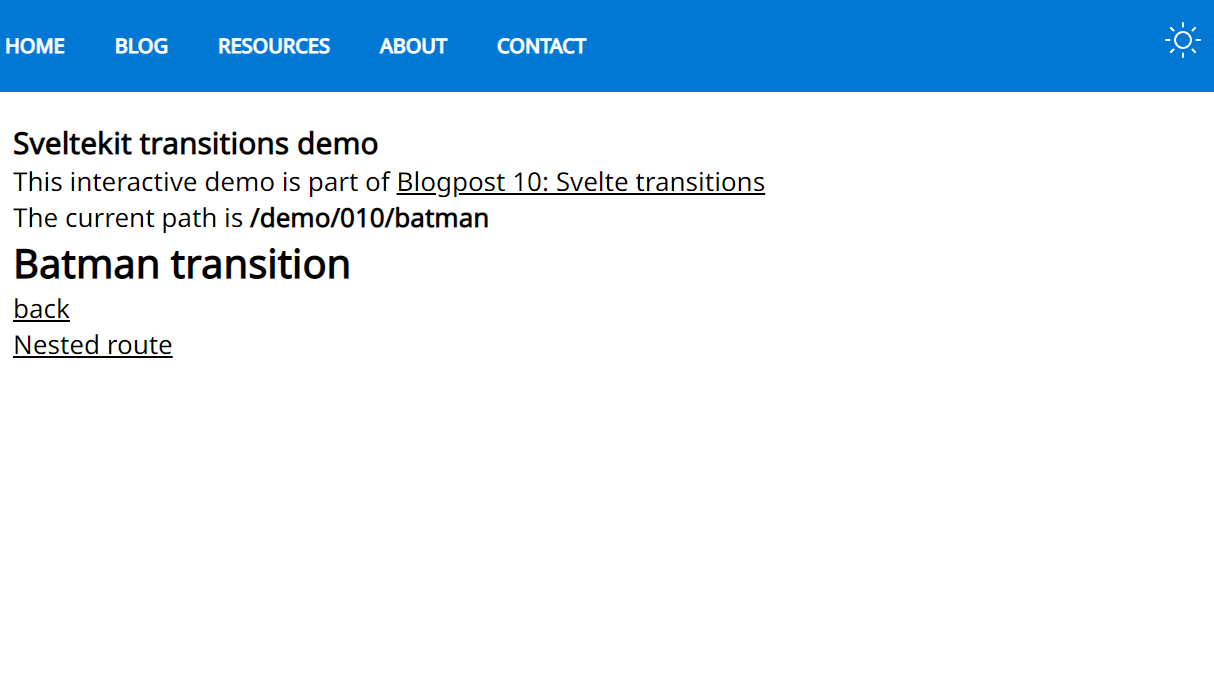 HOME BLOG RESOURCES ABOUT CONTACT
Sveltekit transitions demo
This interactive demo is part of Blogpost 10: Svelte transitions
The current path is /demo/010/batman
Batman transition
back
Nested route